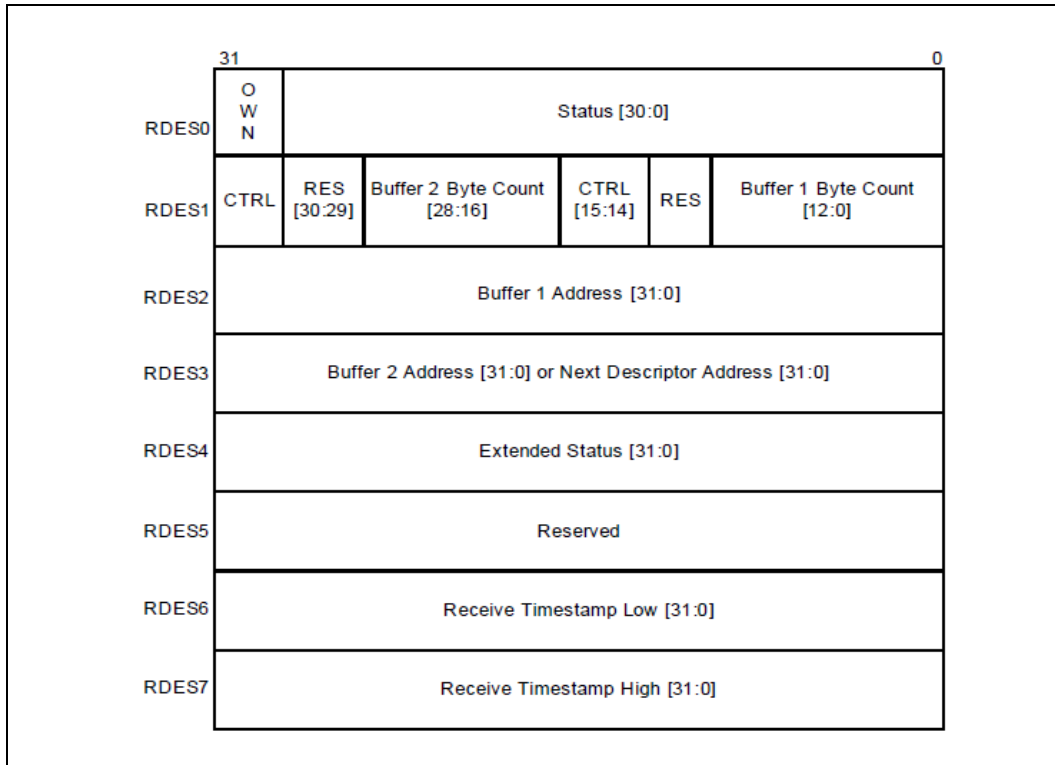 31 0
RDES0
O
W
N
Status [30:0]
RDES1
CTRL
RES
[30:29]
Buffer 2 Byte Count
[28:16]
CTRL
[15:14]
RES
Buffer 1 Byte Count
[12:0]
RDES2
Buffer 1 Address [31:0]
RDES3
Buffer 2 Address [31:0] or Next Descriptor Address [31:0]
RDES4
Extended Status [31:0]
RDES5
Reserved
RDES6
Receive Timestamp Low [31:0]
RDES7
Receive Timestamp High [31:0]